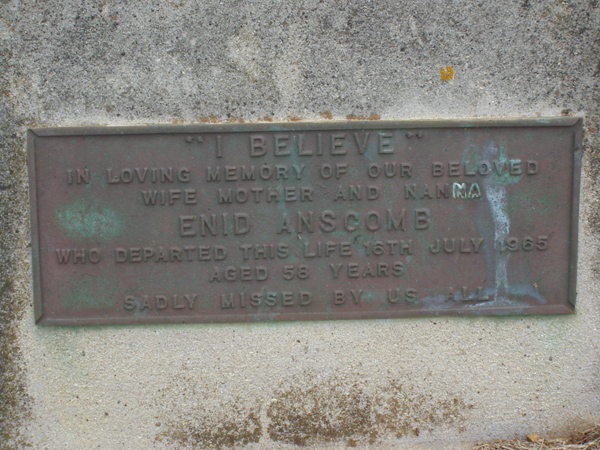 "I BELIEVE"
IN LOVING MEMORY OF OUR BELOVED
WIFE MOTHER AND NANNA
ENID ANSCOMB
WHO DEPARTED THIS LIFE 16TH JULY 1965
AGED 58 YEARS
SADLY MISSED BY US ALL